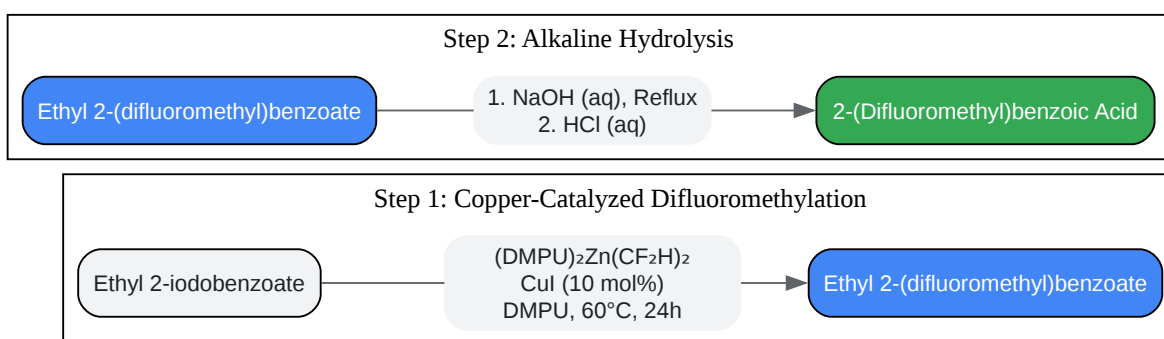 Step 2: Alkaline Hydrolysis
Ethyl 2-(difluoromethyl)benzoate
1. NaOH (aq), Reflux
2. HCl (aq)
2-(Difluoromethyl)benzoic Acid
Step 1: Copper-Catalyzed Difluoromethylation
Ethyl 2-iodobenzoate
(DMPU)₂Zn(CF₂H)₂
CuI (10 mol%)
DMPU, 60°C, 24h
Ethyl 2-(difluoromethyl)benzoate